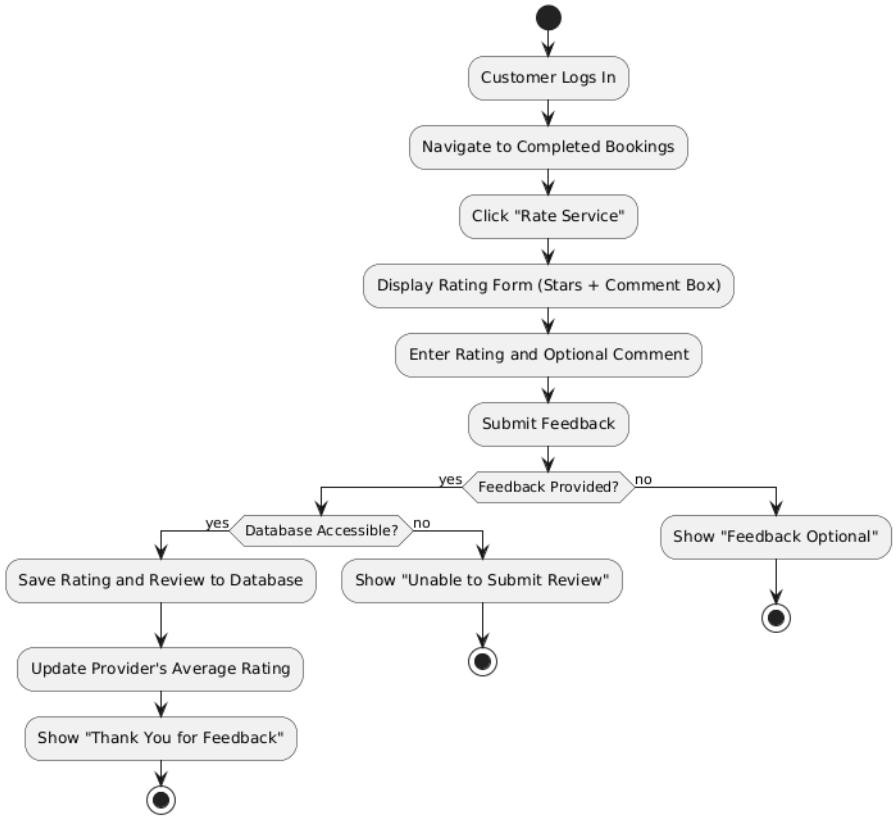 Customer Logs In
Navigate to Completed Bookings
Click "Rate Service"
Display Rating Form (Stars + Comment Box)
Enter Rating and Optional Comment
Submit Feedback
yes
Feedback Provided?
no
yes
Database Accessible?
no
Show "Feedback Optional"
Save Rating and Review to Database
Show "Unable to Submit Review"
Update Provider's Average Rating
Show "Thank You for Feedback"